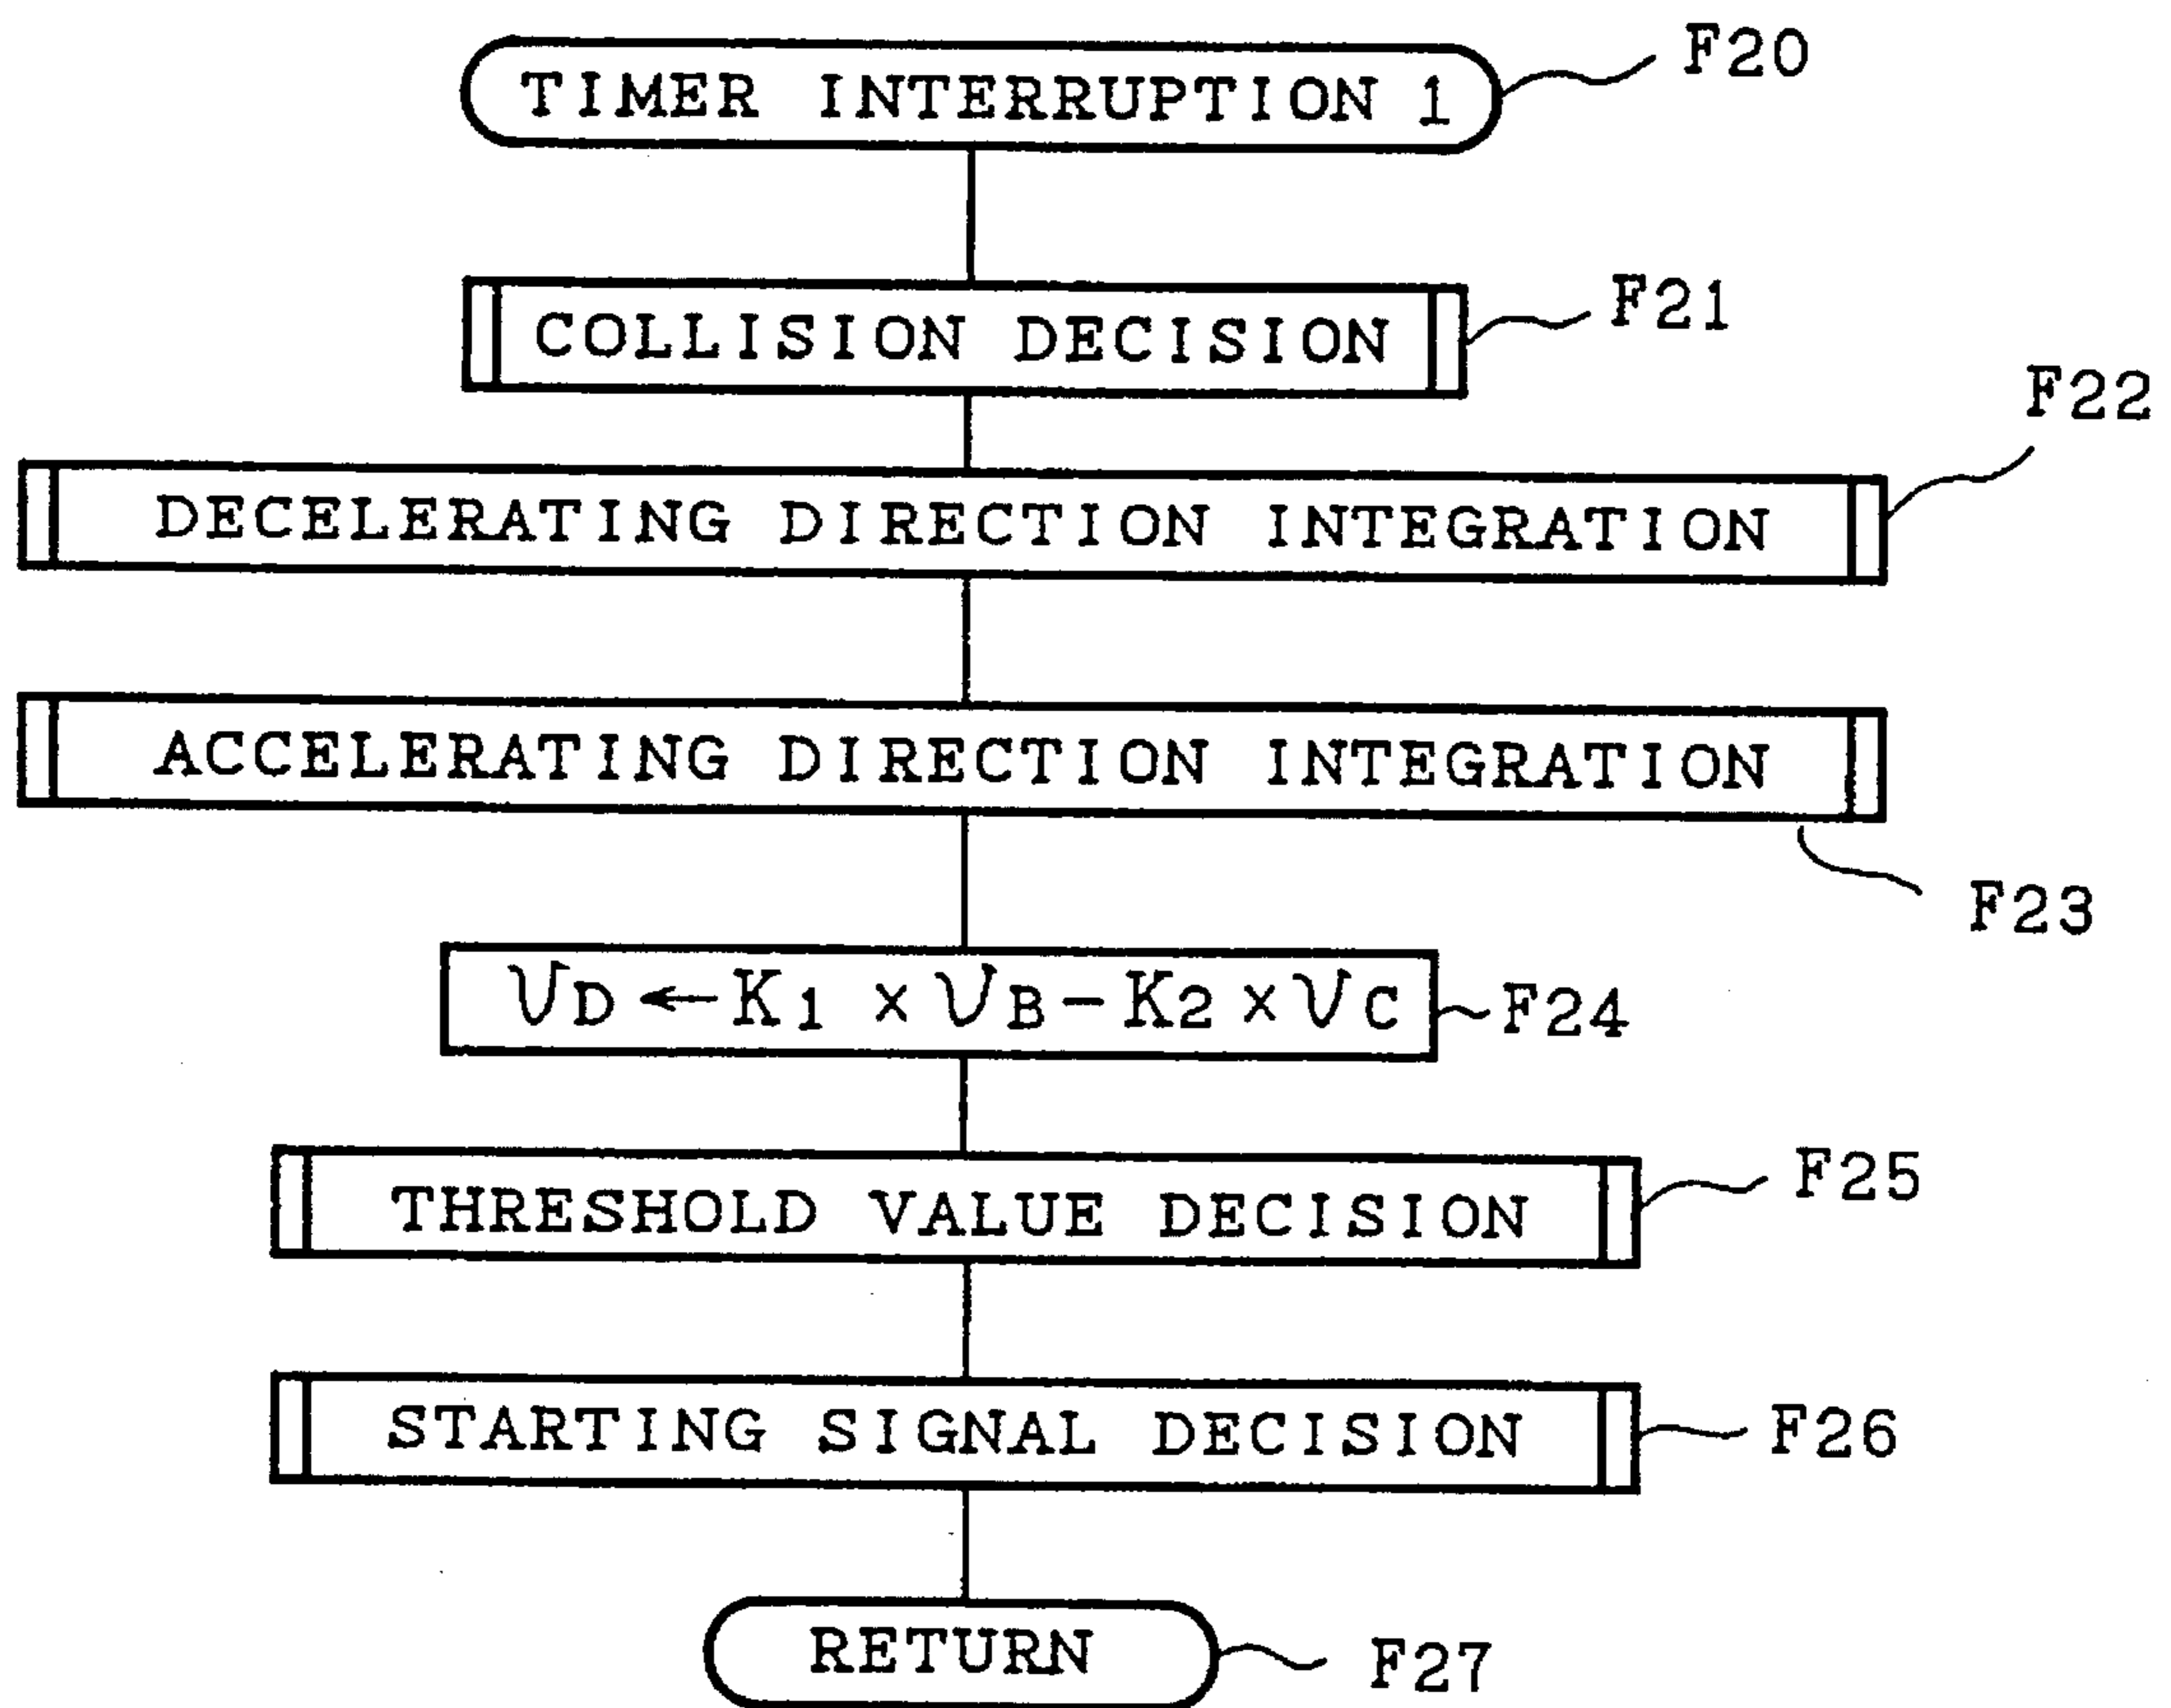 TIMER INTERRUPTION 1
F20
COLLISION DECISION
F21
F22
DECELERATING DIRECTION INTEGRATION
ACCELERATING DIRECTION INTEGRATION
F23
VD ← K1 × VB − K2 × VC
F24
THRESHOLD VALUE DECISION
F25
STARTING SIGNAL DECISION
F26
RETURN
F27